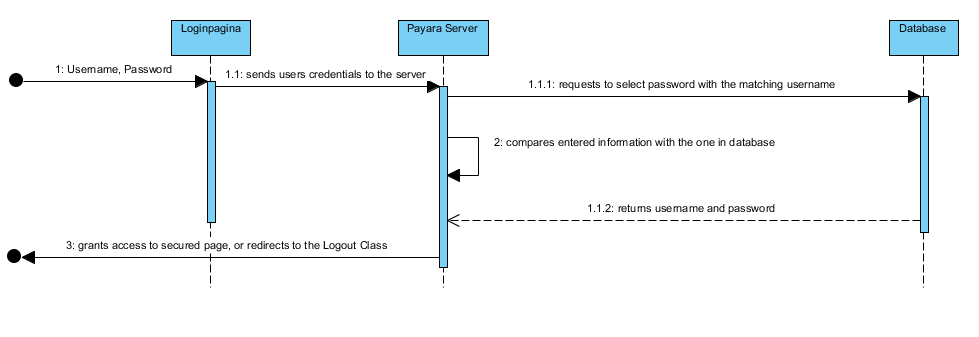 Loginpagina
Payara Server
Database
1: Username, Password
1.1: sends users credentials to the server
1.1.1: requests to select password with the matching username
2: compares entered information with the one in database
1.1.2: returns username and password
3: grants access to secured page, or redirects to the Logout Class